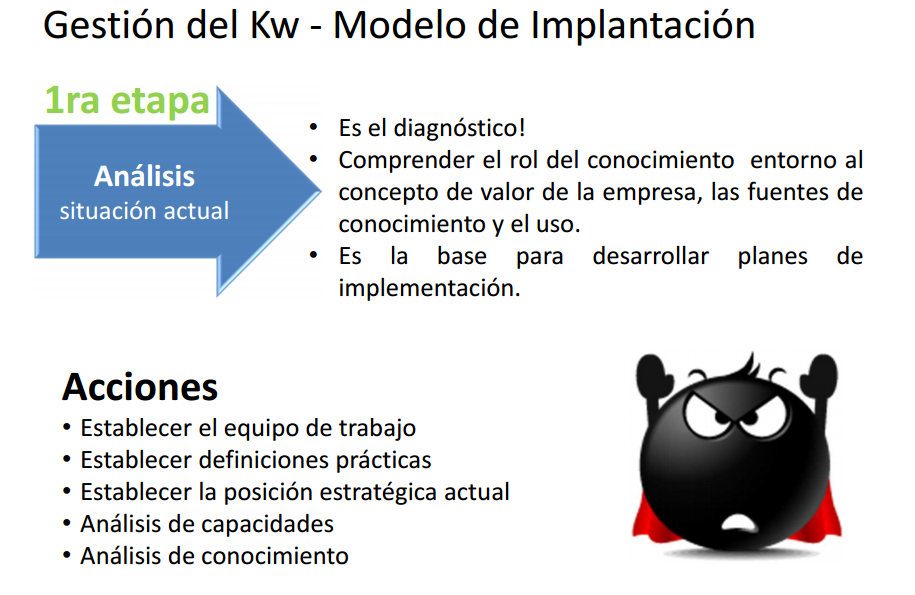 Gestión del Kw - Modelo de Implantación
1ra etapa
Análisis
situación actual
• Es el diagnóstico!
• Comprender el rol del conocimiento entorno al
concepto de valor de la empresa, las fuentes de
conocimiento y el uso.
• Es la base para desarrollar planes de
implementación.
Acciones
• Establecer el equipo de trabajo
• Establecer definiciones prácticas
• Establecer la posición estratégica actual
• Análisis de capacidades
• Análisis de conocimiento